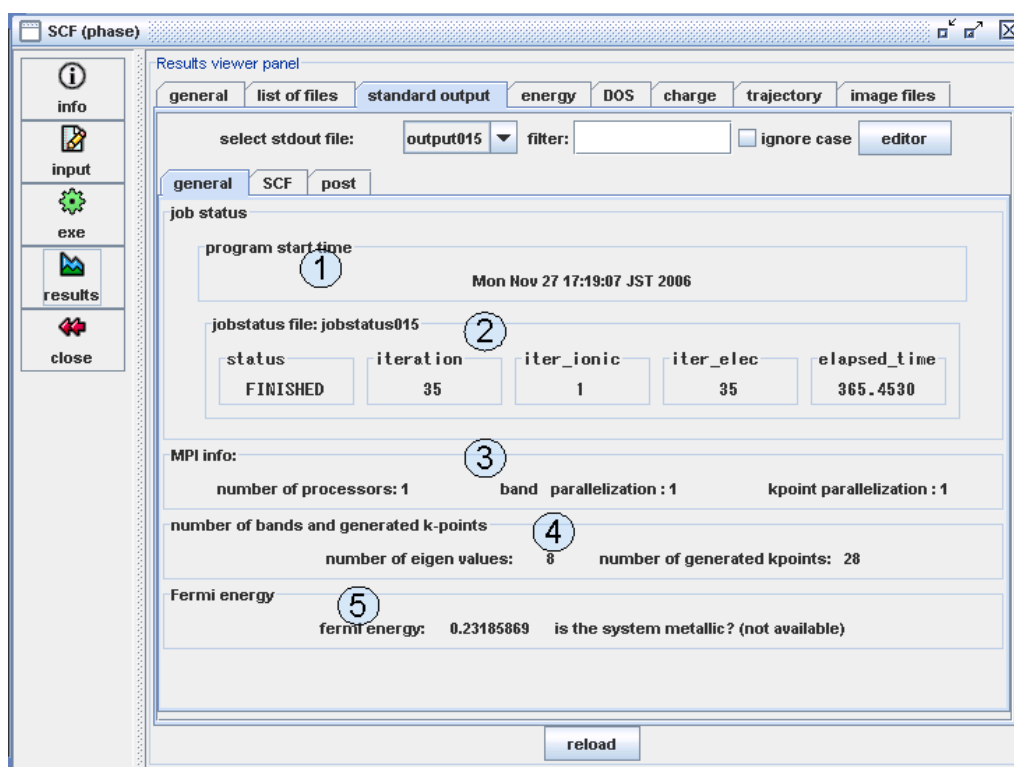 SCF (phase)
info
input
exe
results
close
Results viewer panel
general list of files standard output energy DOS charge trajectory image files
select stdout file: output015 filter: ignore case editor
general SCF post
job status
program start time
1
Mon Nov 27 17:19:07 JST 2006
jobstatus file: jobstatus015
2
status iteration iter_ionic iter_elec elapsed_time
FINISHED 35 1 35 365.4530
MPI info:
3
number of processors: 1 band parallelization : 1 kpoint parallelization : 1
number of bands and generated k-points
4
number of eigen values: 8 number of generated kpoints: 28
Fermi energy
5
fermi energy: 0.23185869 is the system metallic? (not available)
reload